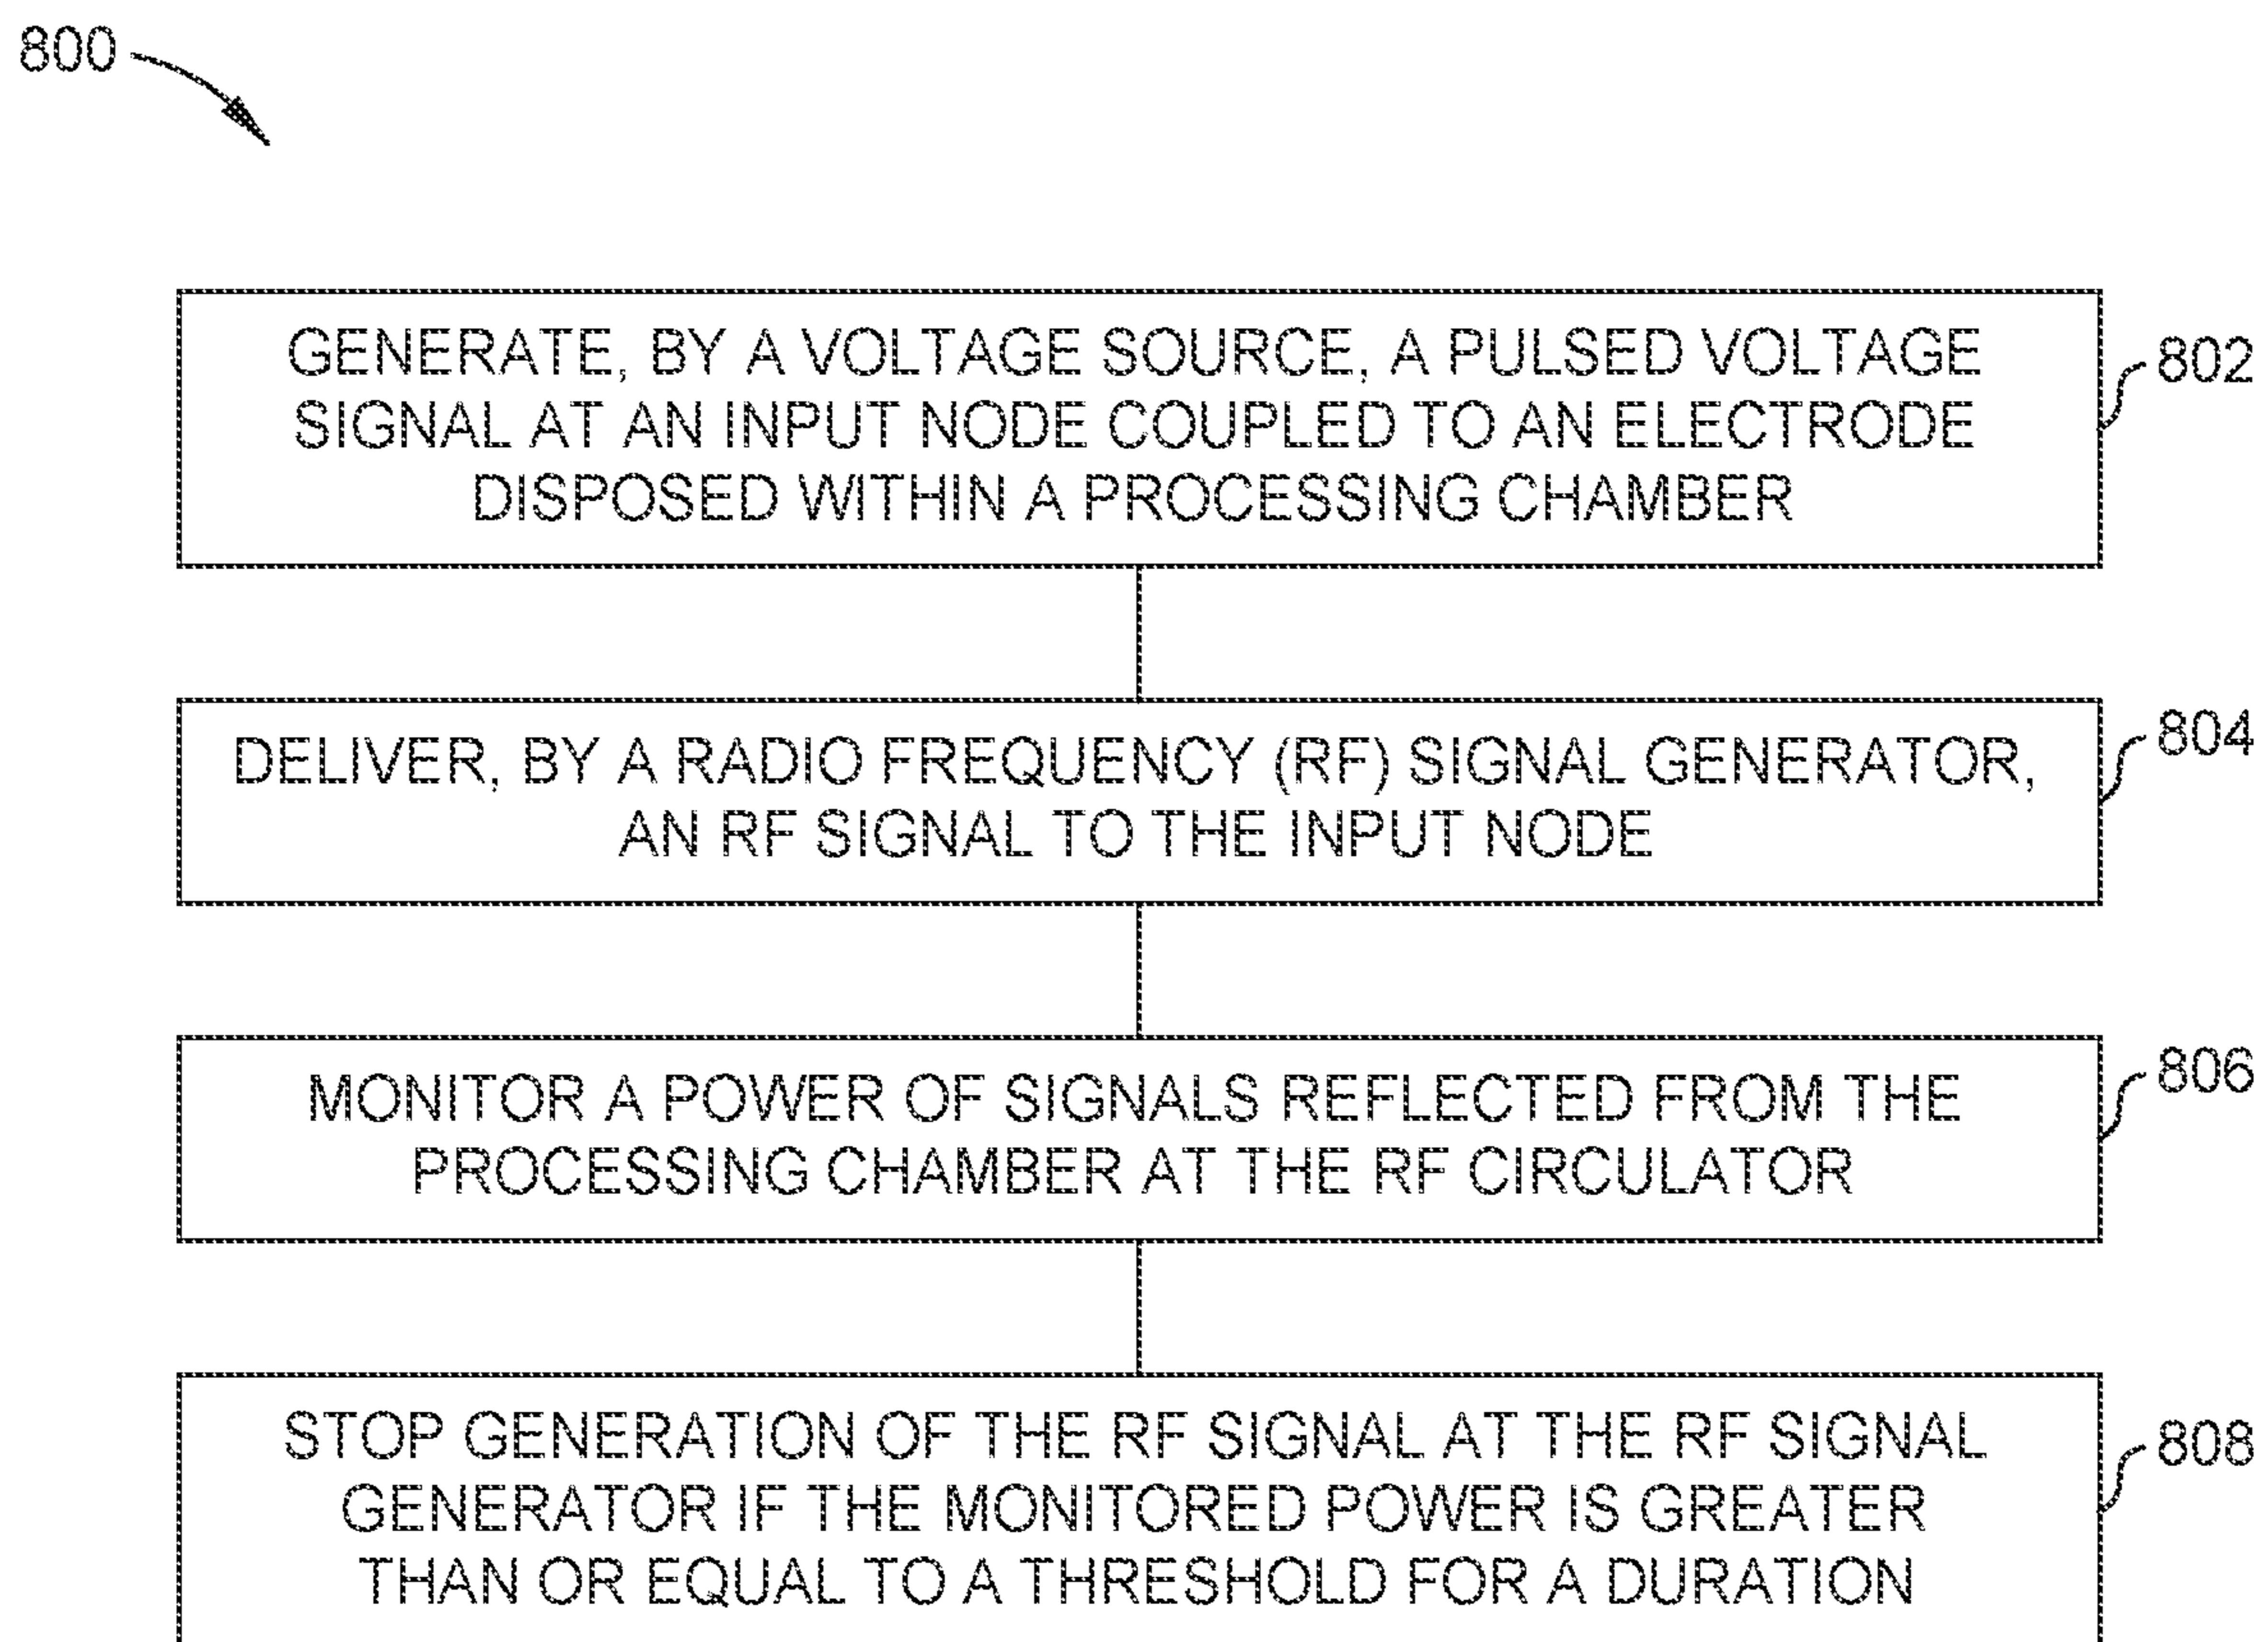 800
GENERATE, BY A VOLTAGE SOURCE, A PULSED VOLTAGE
SIGNAL AT AN INPUT NODE COUPLED TO AN ELECTRODE
DISPOSED WITHIN A PROCESSING CHAMBER
802
DELIVER, BY A RADIO FREQUENCY (RF) SIGNAL GENERATOR,
AN RF SIGNAL TO THE INPUT NODE
804
MONITOR A POWER OF SIGNALS REFLECTED FROM THE
PROCESSING CHAMBER AT THE RF CIRCULATOR
806
STOP GENERATION OF THE RF SIGNAL AT THE RF SIGNAL
GENERATOR IF THE MONITORED POWER IS GREATER
THAN OR EQUAL TO A THRESHOLD FOR A DURATION
808